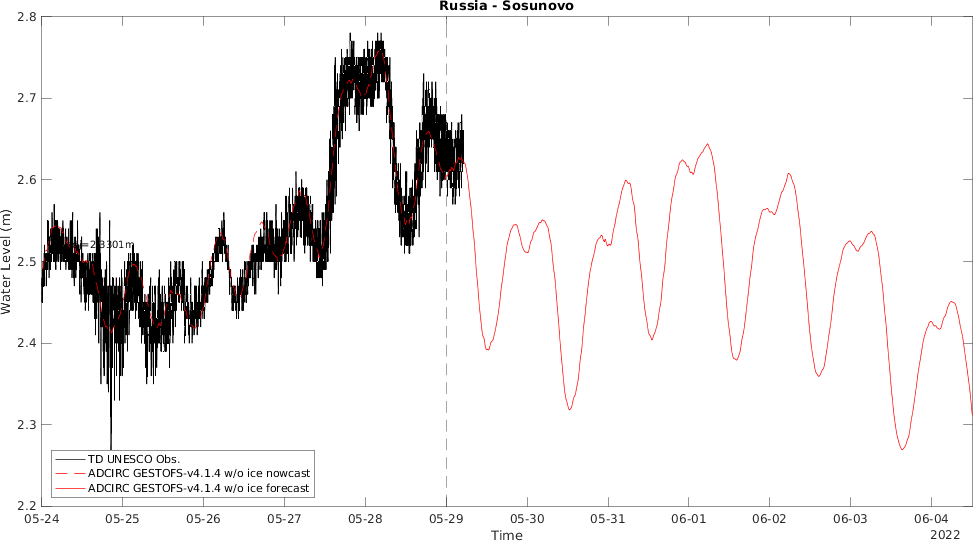 Russia - Sosunovo
Water Level (m)
2.8
2.7
2.6
2.5
2.4
2.3
2.2
=2.3301m
TD UNESCO Obs.
ADCIRC GESTOFS-v4.1.4 w/o ice nowcast
ADCIRC GESTOFS-v4.1.4 w/o ice forecast
05-24 05-25 05-26 05-27 05-28 05-29 05-30 05-31 06-01 06-02 06-03 06-04
Time
2022